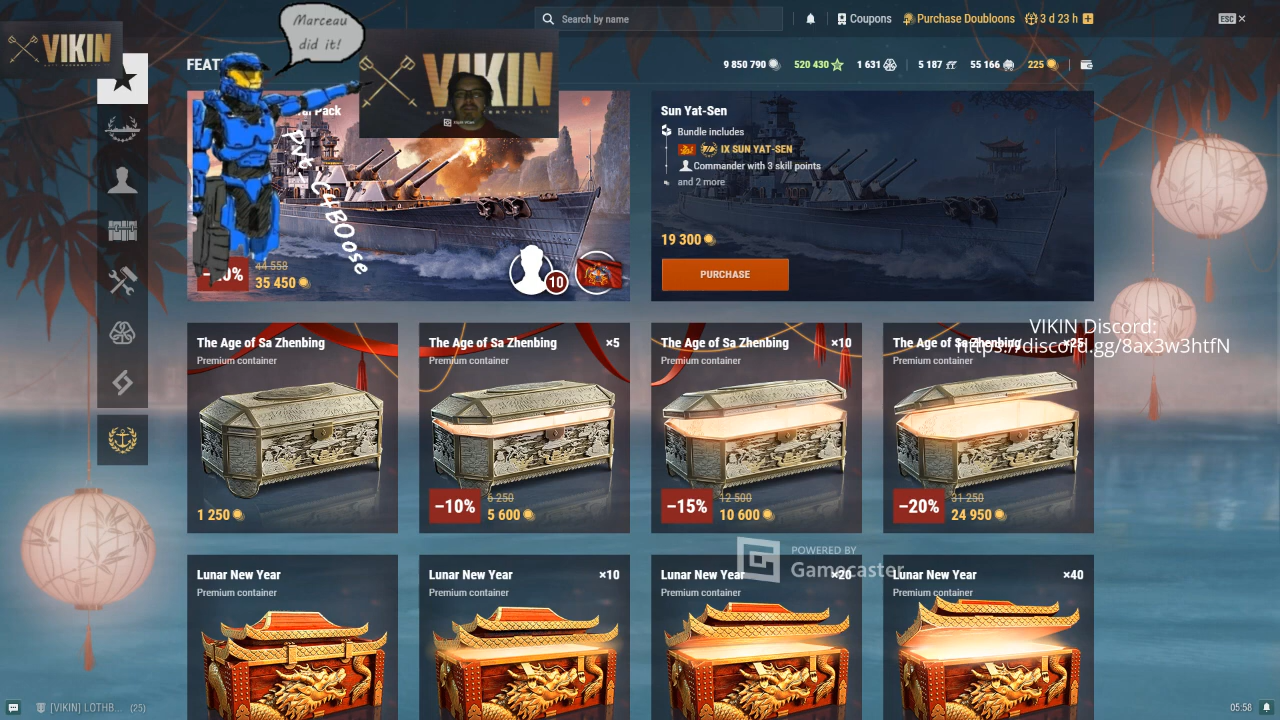 VIKIN
Marceau
did it!
Search by name
Coupons
Purchase Doubloons
3 d 23 h
ESC
FEAT
9 850 790
520 430
1 631
5 187
55 166
225
VIKIN
Pack
PvtCabOose
44 558
35 450
10
Sun Yat-Sen
Bundle includes
IX SUN YAT-SEN
Commander with 3 skill points
and 2 more
19 300
PURCHASE
VIKIN Discord:
https://discord.gg/8ax3w3htfN
The Age of Sa Zhenbing
Premium container
1 250
The Age of Sa Zhenbing
×5
Premium container
−10%
6 250
5 600
The Age of Sa Zhenbing
×10
Premium container
−15%
12 500
10 600
The Age of Sa Zhenbing
×25
Premium container
−20%
31 250
24 950
POWERED BY
Gamecaster
Lunar New Year
Premium container
Lunar New Year
×10
Premium container
Lunar New Year
×20
Premium container
Lunar New Year
×40
Premium container
[VIKIN] LOTHB... (25)
05:58